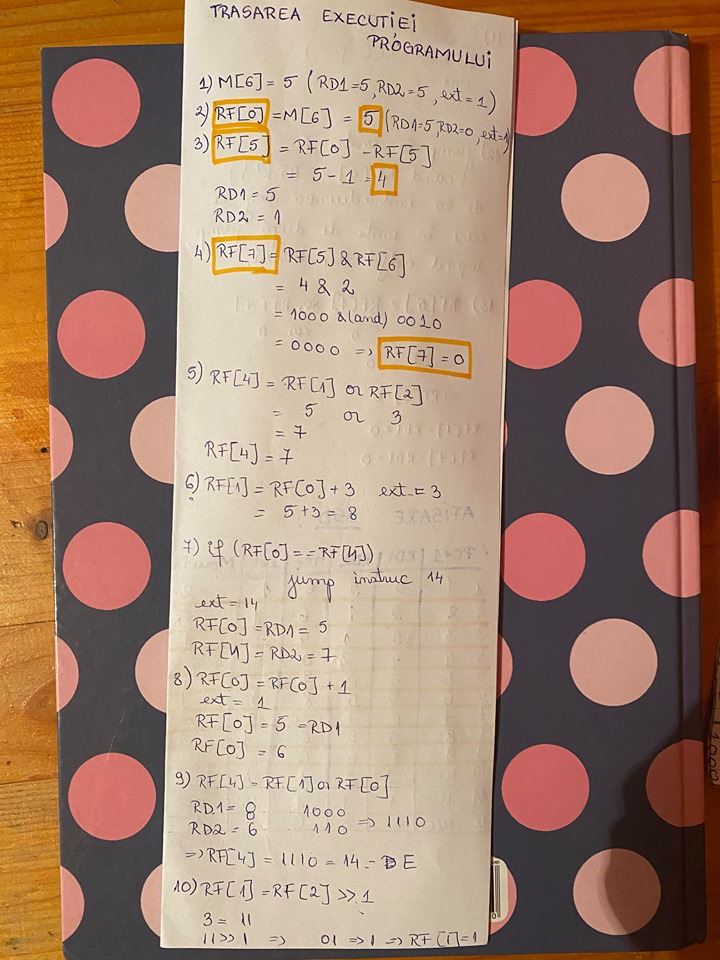 TRASAREA EXECUȚIEI
PROGRAMULUI
1) M[6] = 5 (RD1=5, RD2=5, ext=1)
2) RF[0] = M[6] = 5 (RD1=5, RD2=0, ext=1)
3) RF[5] = RF[0] - RF[5]
= 5 - 1 = 4
RD1 = 5
RD2 = 1
4) RF[7] = RF[5] & RF[6]
= 4 & 2
= 1000 &(and) 0010
= 0000 => RF[7] = 0
5) RF[4] = RF[1] or RF[2]
= 5 or 3
= 7
RF[4] = 7
6) RF[1] = RF[0] + 3 ext = 3
= 5+3 = 8
7) if (RF[0] == RF[4])
jump instruc 14
ext = 14
RF[0] = RD1 = 5
RF[4] = RD2 = 7
8) RF[0] = RF[0] + 1
ext = 1
RF[0] = 5 = RD1
RF[0] = 6
9) RF[4] = RF[1] or RF[0]
RD1 = 8 1000
RD2 = 6 110 => 1110
=> RF[4] = 1110 = 14 - E
10) RF[1] = RF[2] >> 1
3 = 11
11 >> 1 => 01 => 1 => RF[1] = 1